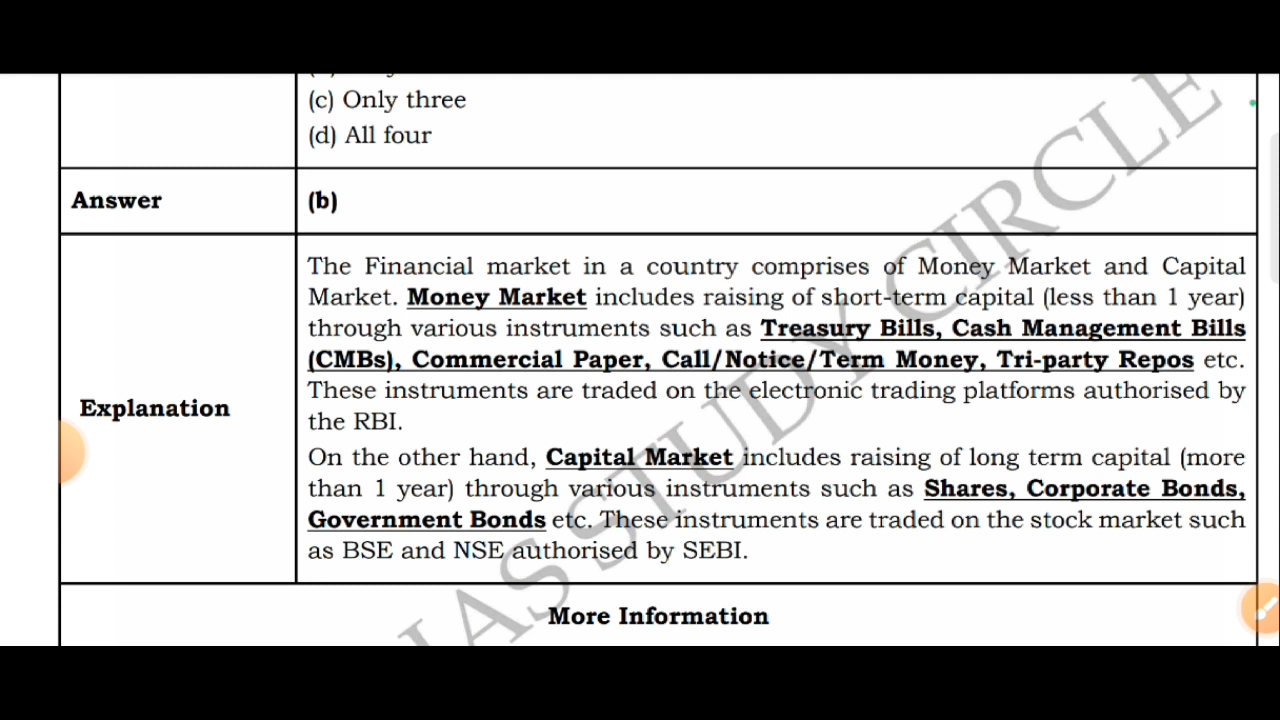 (c) Only three
(d) All four
Answer
(b)
Explanation
The Financial market in a country comprises of Money Market and Capital
Market. Money Market includes raising of short-term capital (less than 1 year)
through various instruments such as Treasury Bills, Cash Management Bills
(CMBs), Commercial Paper, Call/Notice/Term Money, Tri-party Repos etc.
These instruments are traded on the electronic trading platforms authorised by
the RBI.
On the other hand, Capital Market includes raising of long term capital (more
than 1 year) through various instruments such as Shares, Corporate Bonds,
Government Bonds etc. These instruments are traded on the stock market such
as BSE and NSE authorised by SEBI.
More Information
IAS STUDY CIRCLE